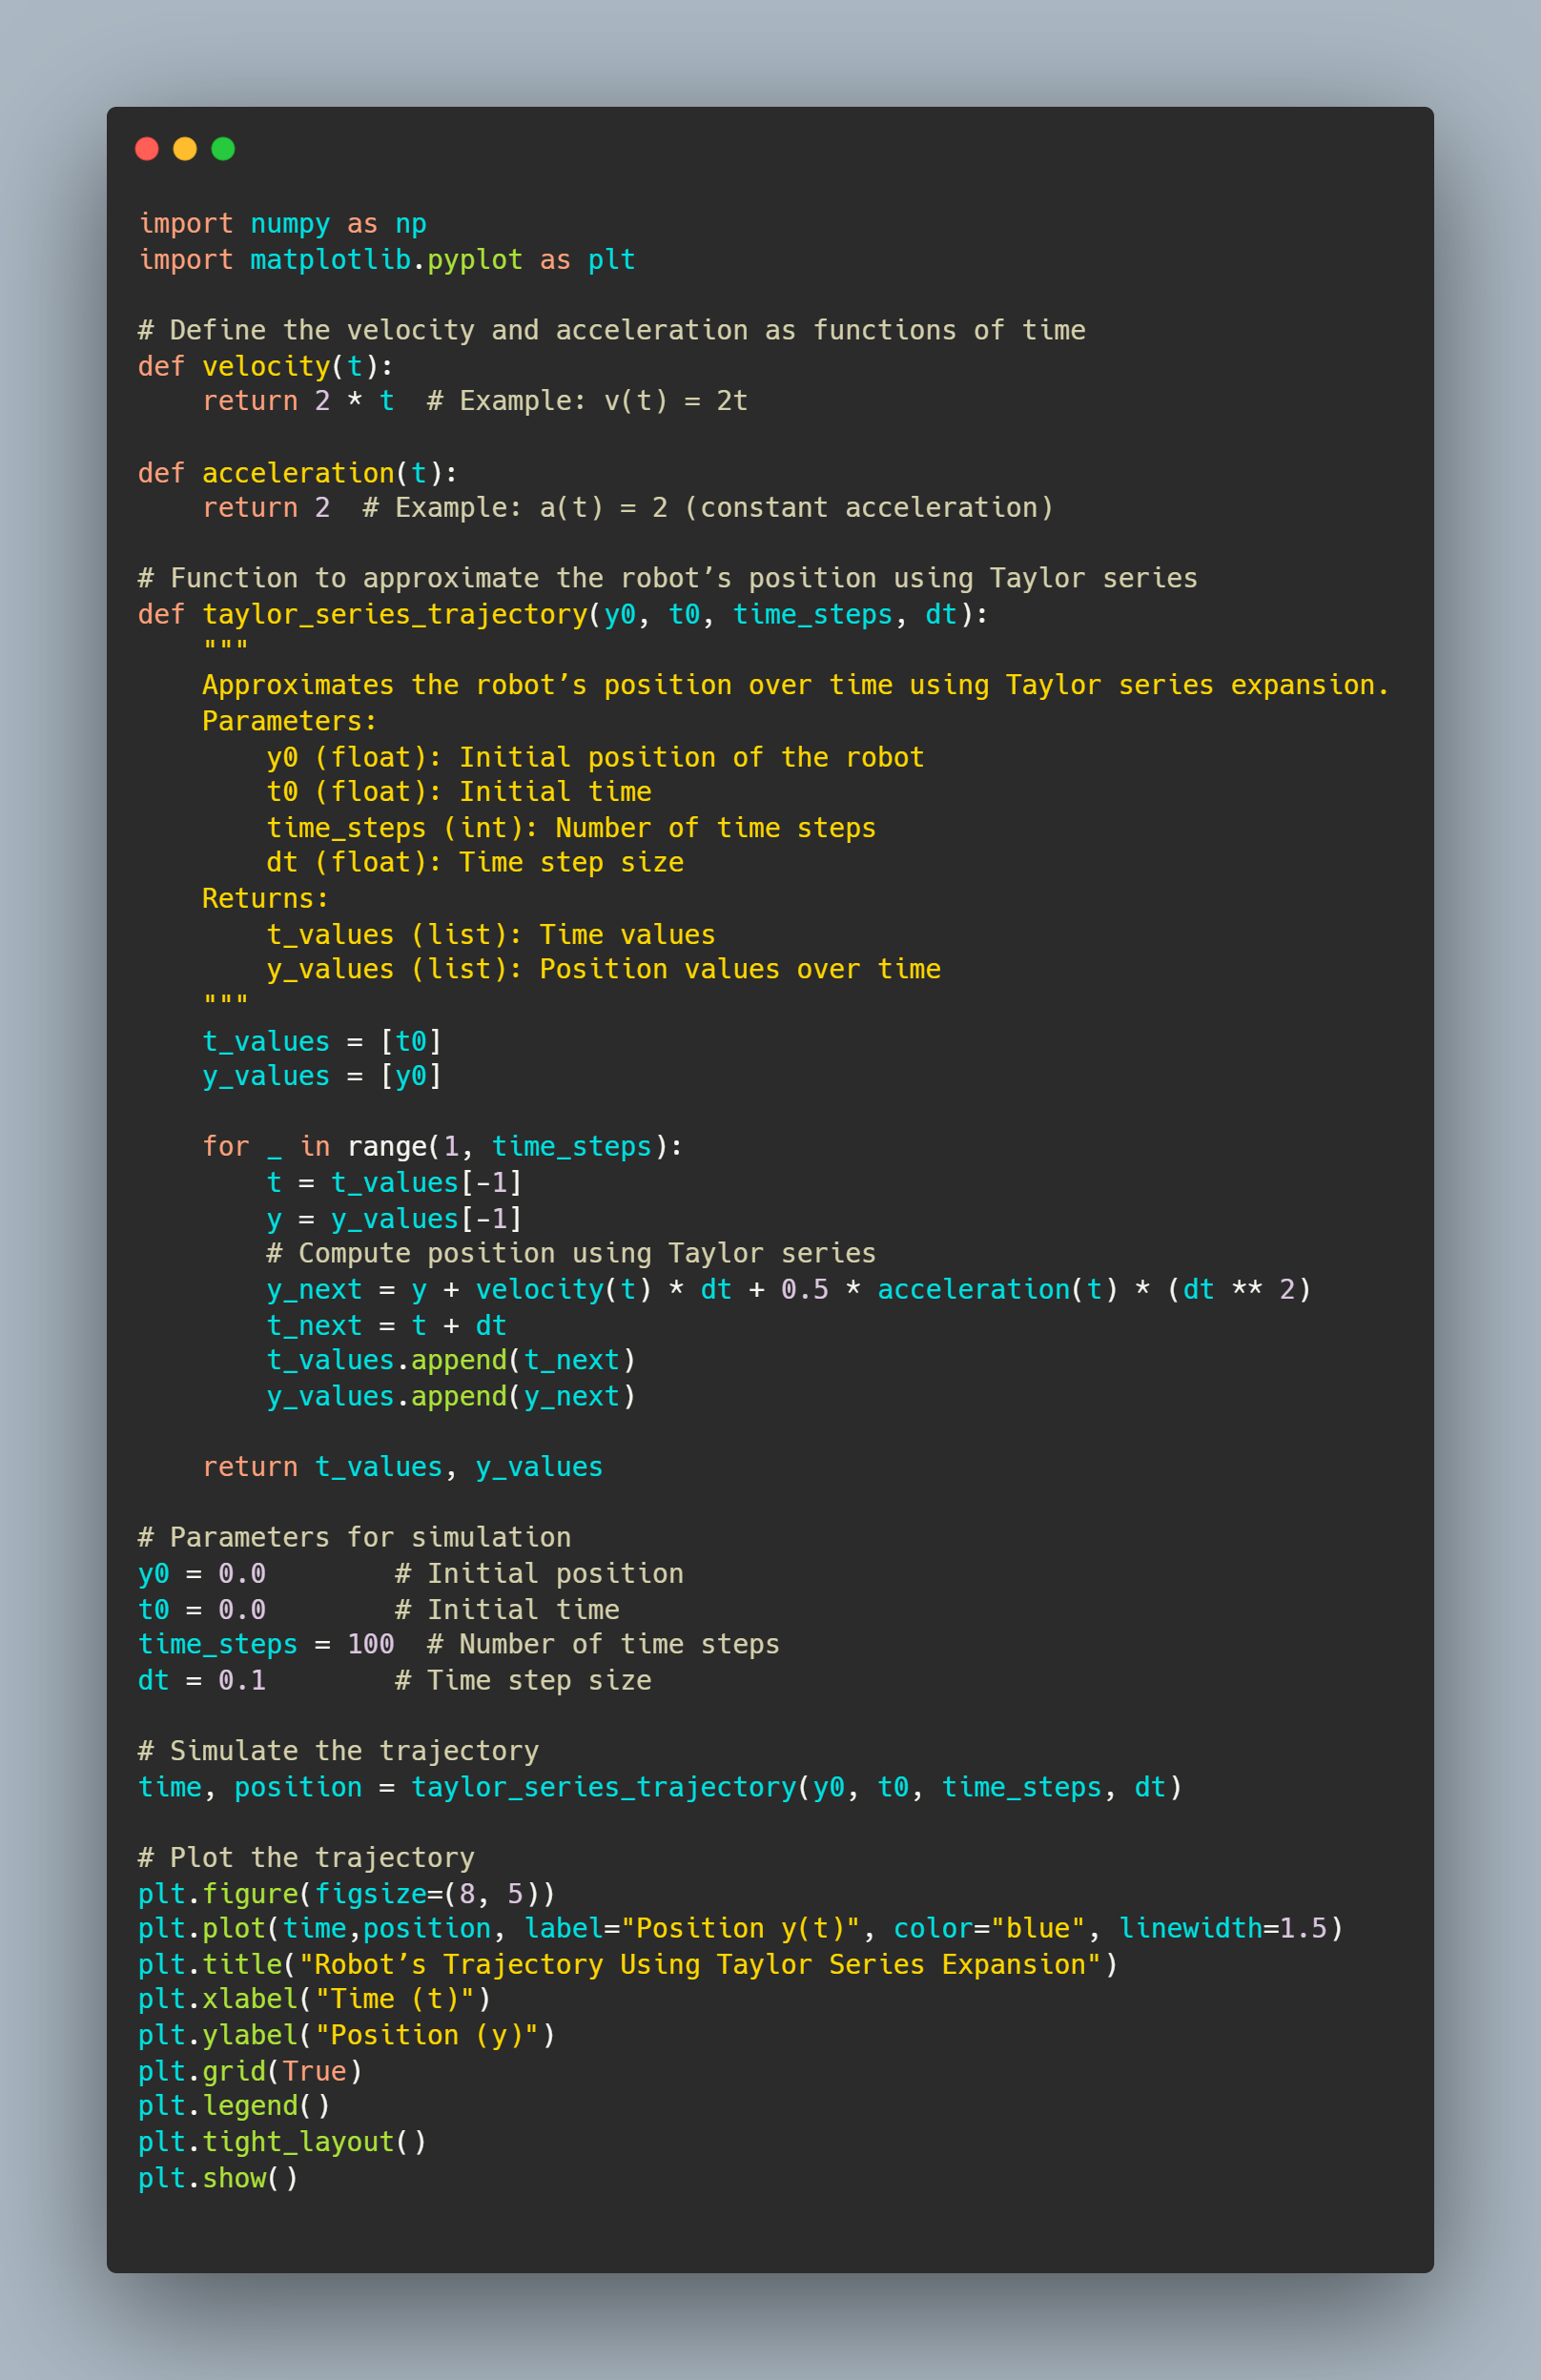 import numpy as np
import matplotlib.pyplot as plt

# Define the velocity and acceleration as functions of time
def velocity(t):
    return 2 * t  # Example: v(t) = 2t

def acceleration(t):
    return 2  # Example: a(t) = 2 (constant acceleration)

# Function to approximate the robot’s position using Taylor series
def taylor_series_trajectory(y0, t0, time_steps, dt):
    """
    Approximates the robot’s position over time using Taylor series expansion.
    Parameters:
        y0 (float): Initial position of the robot
        t0 (float): Initial time
        time_steps (int): Number of time steps
        dt (float): Time step size
    Returns:
        t_values (list): Time values
        y_values (list): Position values over time
    """
    t_values = [t0]
    y_values = [y0]

    for _ in range(1, time_steps):
        t = t_values[-1]
        y = y_values[-1]
        # Compute position using Taylor series
        y_next = y + velocity(t) * dt + 0.5 * acceleration(t) * (dt ** 2)
        t_next = t + dt
        t_values.append(t_next)
        y_values.append(y_next)

    return t_values, y_values

# Parameters for simulation
y0 = 0.0        # Initial position
t0 = 0.0        # Initial time
time_steps = 100  # Number of time steps
dt = 0.1        # Time step size

# Simulate the trajectory
time, position = taylor_series_trajectory(y0, t0, time_steps, dt)

# Plot the trajectory
plt.figure(figsize=(8, 5))
plt.plot(time,position, label="Position y(t)", color="blue", linewidth=1.5)
plt.title("Robot’s Trajectory Using Taylor Series Expansion")
plt.xlabel("Time (t)")
plt.ylabel("Position (y)")
plt.grid(True)
plt.legend()
plt.tight_layout()
plt.show()